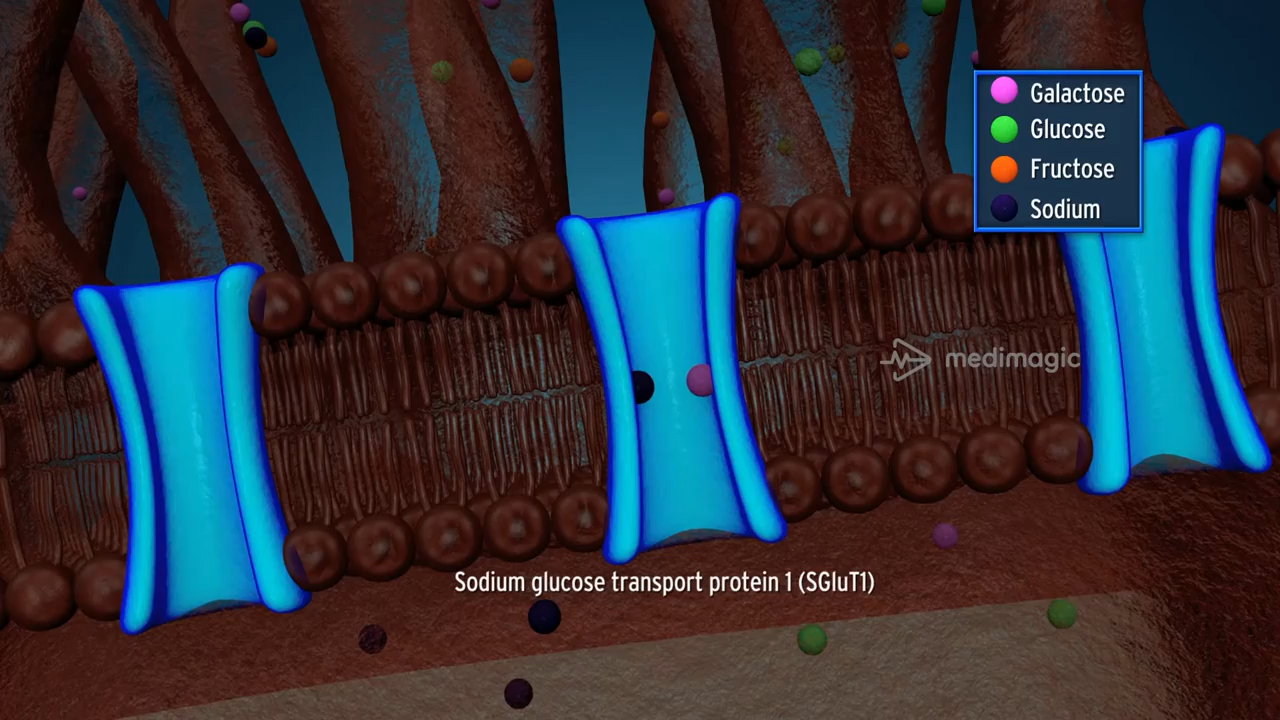 Galactose
Glucose
Fructose
Sodium
medimagic
Sodium glucose transport protein 1 (SGluT1)